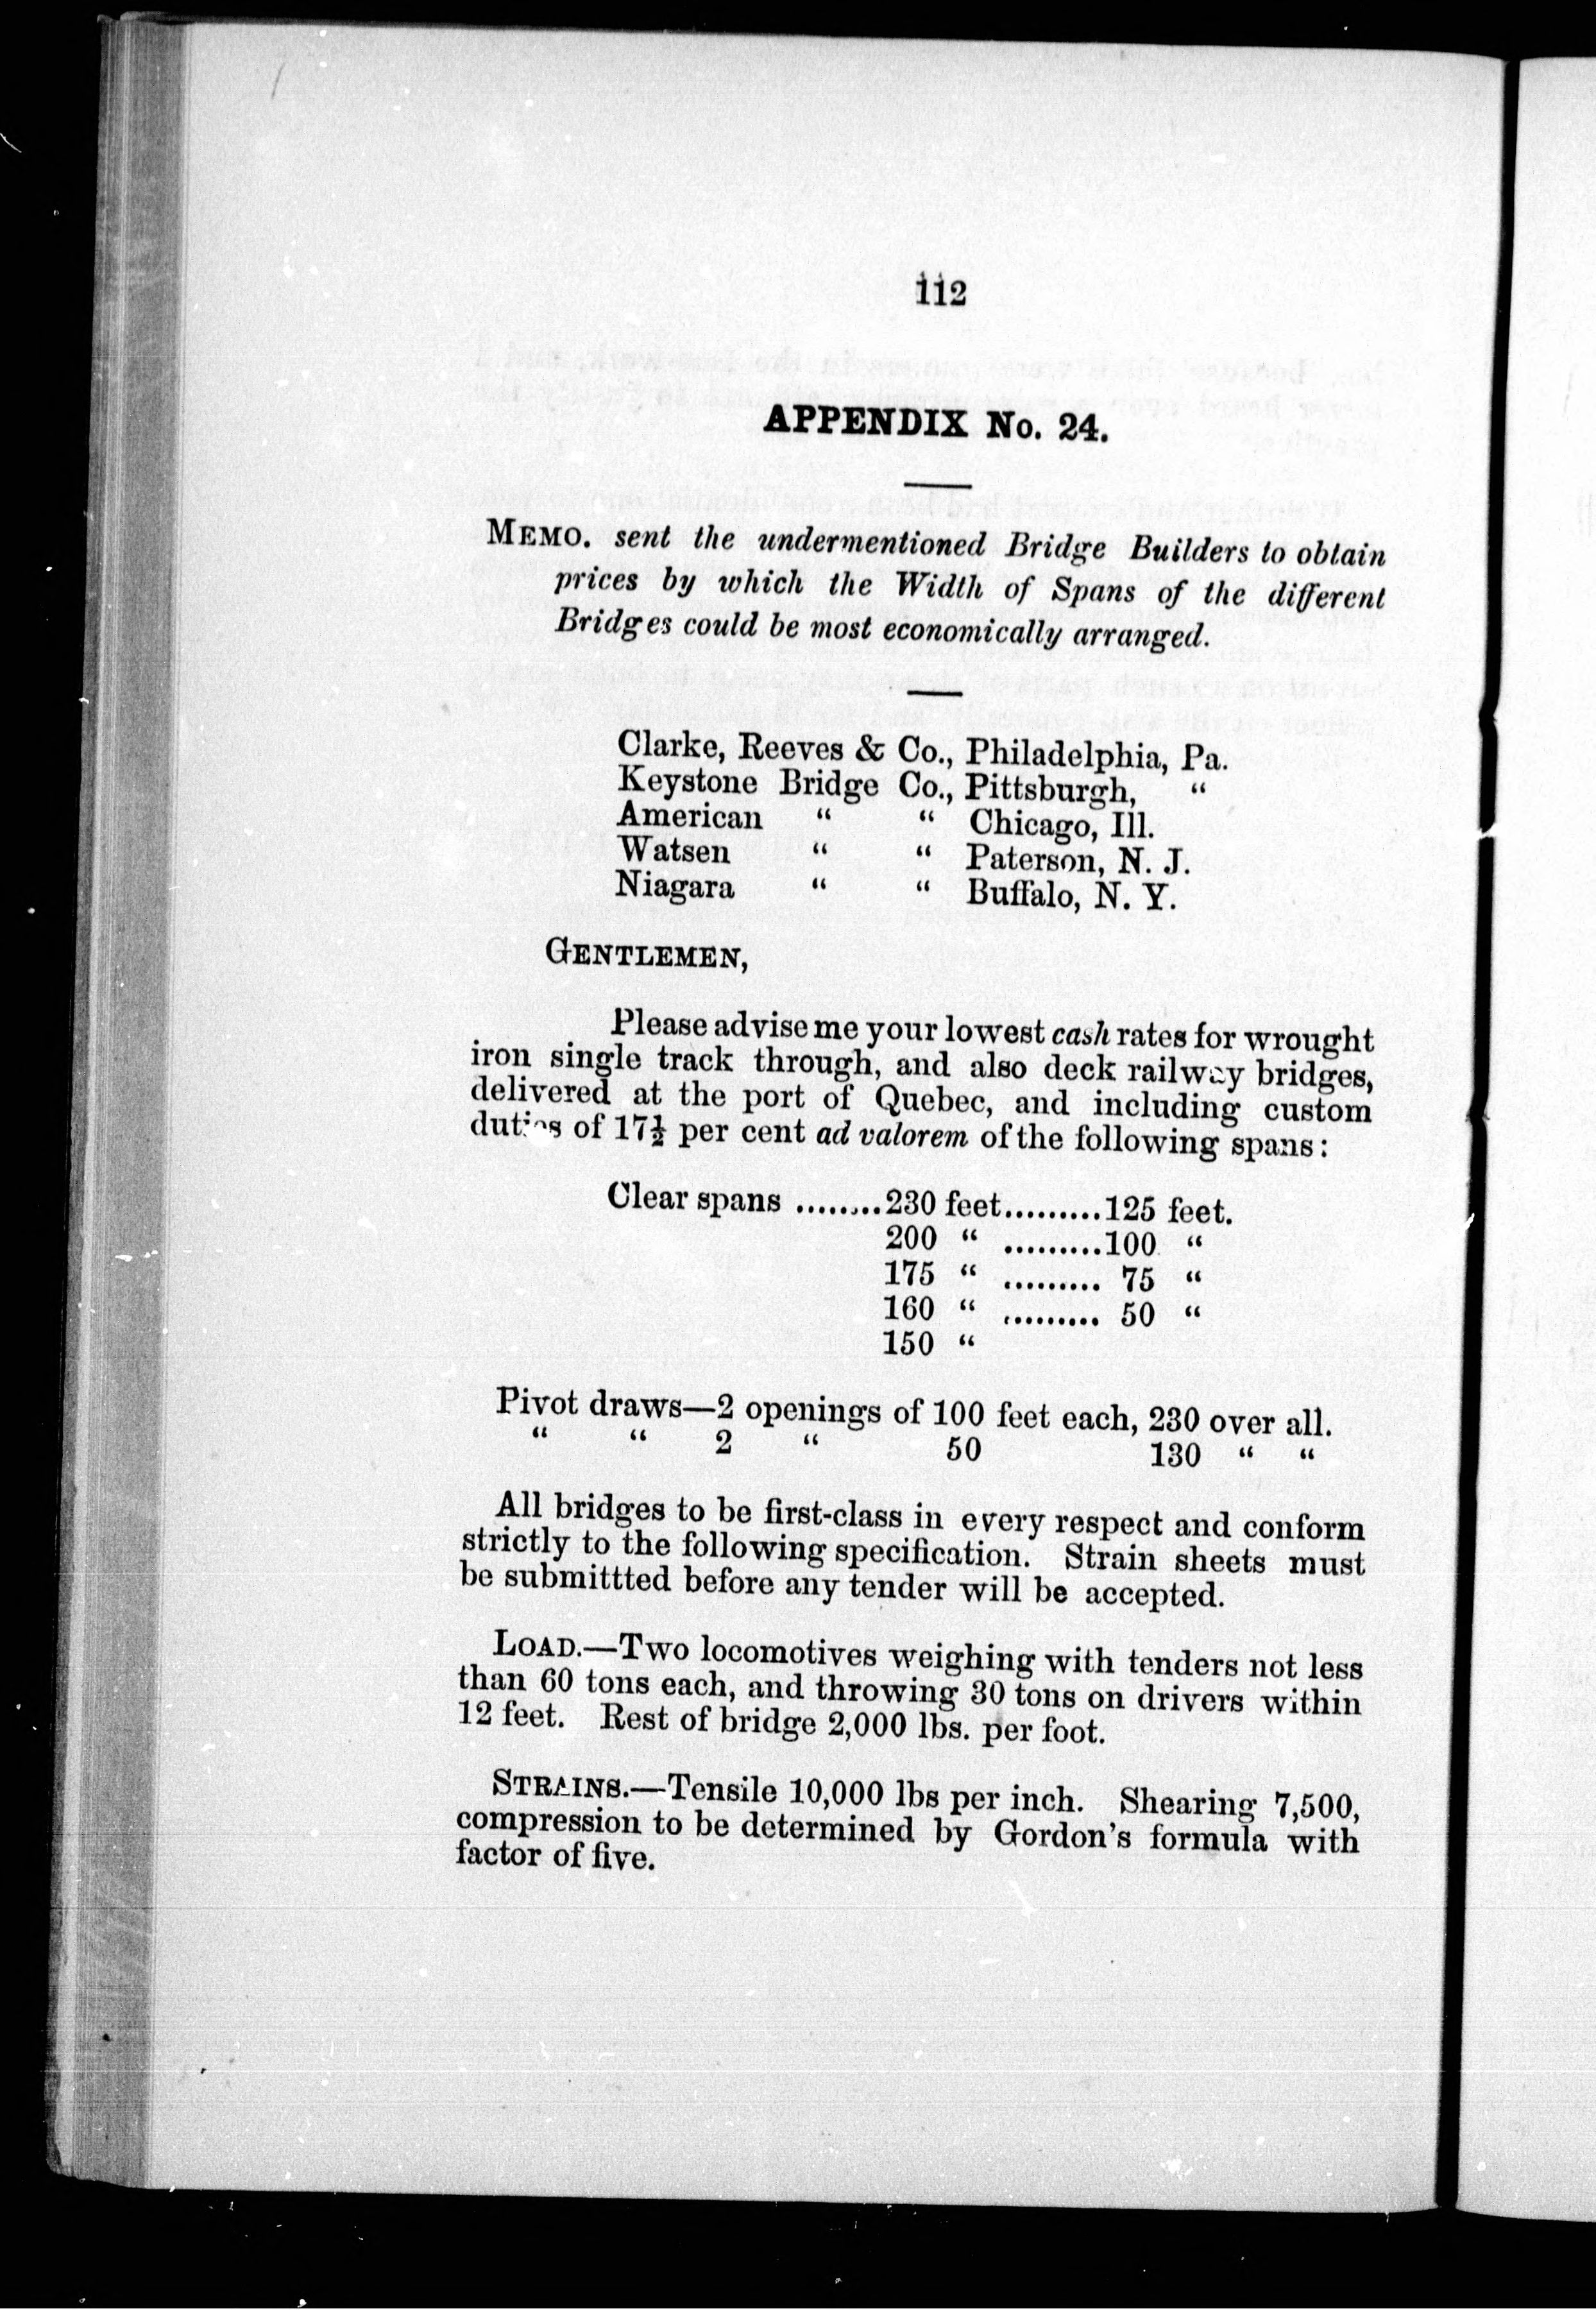 112
APPENDIX No. 24.
MEMO. sent the undermentioned Bridge Builders to obtain
prices by which the Width of Spans of the different
Bridges could be most economically arranged.
Clarke, Reeves & Co., Philadelphia, Pa.
Keystone Bridge Co., Pittsburgh, “
American “ “ Chicago, Ill.
Watsen “ “ Paterson, N. J.
Niagara “ “ Buffalo, N. Y.
GENTLEMEN,
Please advise me your lowest cash rates for wrought
iron single track through, and also deck railway bridges,
delivered at the port of Quebec, and including custom
duties of 17½ per cent ad valorem of the following spans:
Clear spans ........230 feet.........125 feet.
200 “ .........100 “
175 “ ......... 75 “
160 “ ......... 50 “
150 “
Pivot draws—2 openings of 100 feet each, 230 over all.
“ “ 2 “ 50 130 “ “
All bridges to be first-class in every respect and conform
strictly to the following specification. Strain sheets must
be submittted before any tender will be accepted.
LOAD.—Two locomotives weighing with tenders not less
than 60 tons each, and throwing 30 tons on drivers within
12 feet. Rest of bridge 2,000 lbs. per foot.
STRAINS.—Tensile 10,000 lbs per inch. Shearing 7,500,
compression to be determined by Gordon's formula with
factor of five.